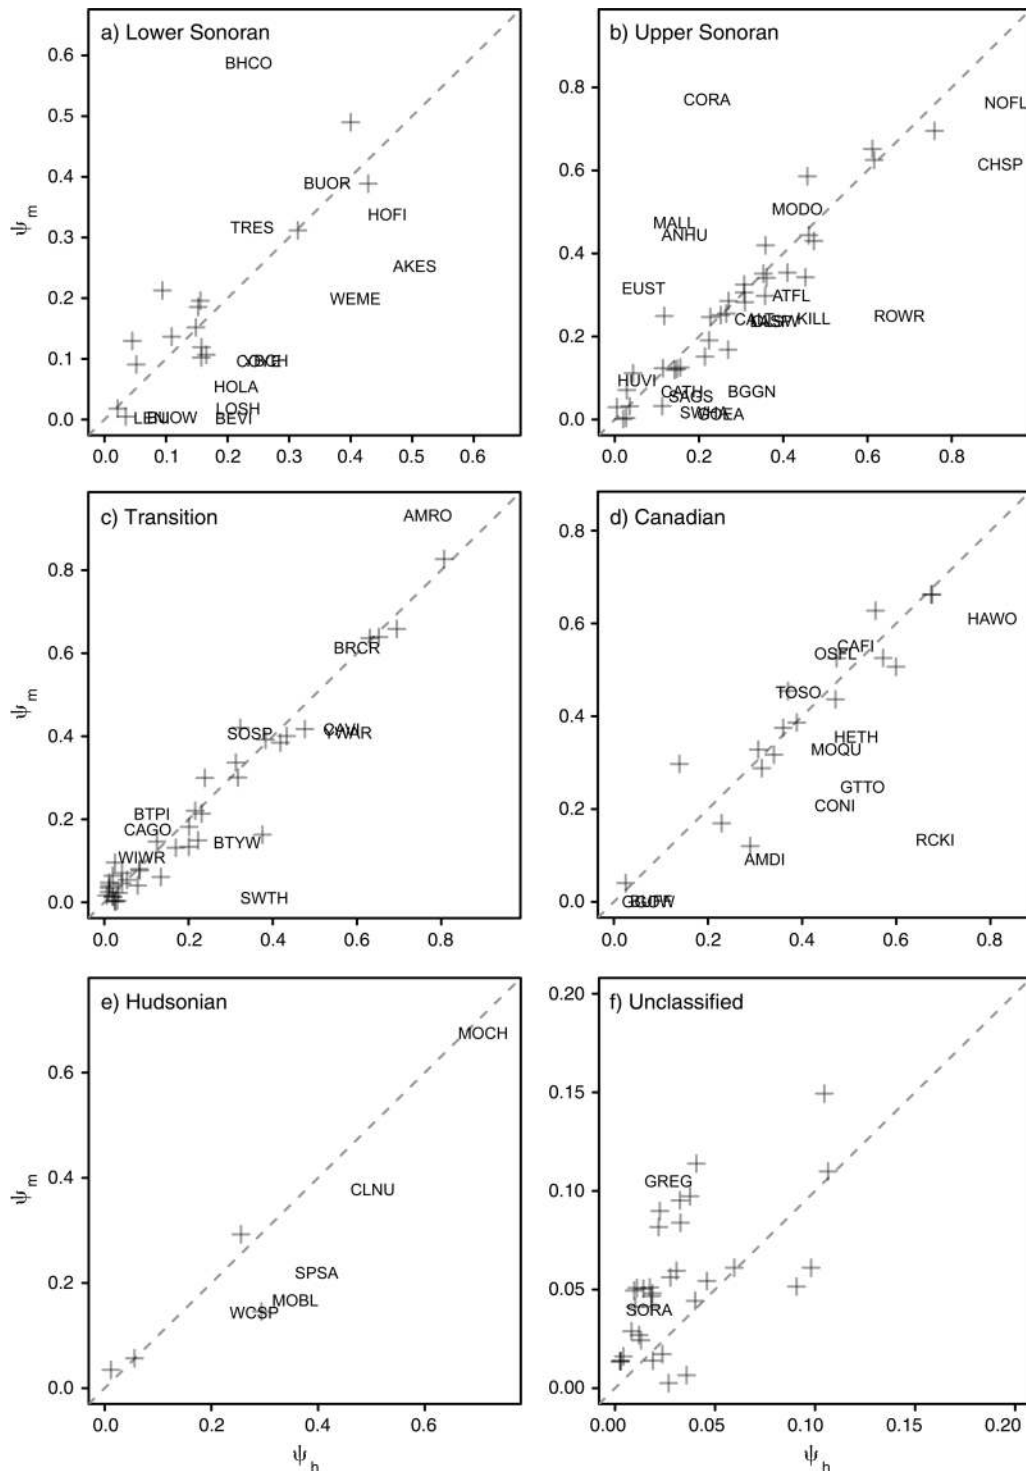 a) Lower Sonoran
BHCO
BUOR
HOFI
TRES
AKES
WEME
HOLA
LOSH
BEVI
0.6
0.5
0.4
0.3
0.2
0.1
0.0
ψm
0.0 0.1 0.2 0.3 0.4 0.5 0.6
b) Upper Sonoran
CORA
NOFL
CHSP
MODO
MALL
ANHU
EUST
ATFL
KILL
ROWR
HUVI
CATH
SAGS
BGGN
SWHA
GOEA
0.8
0.6
0.4
0.2
0.0
0.0 0.2 0.4 0.6 0.8
c) Transition
AMRO
BRCR
SOSP
CAVI
BTPI
CAGO
BTYW
WIWR
SWTH
0.8
0.6
0.4
0.2
0.0
ψm
0.0 0.2 0.4 0.6 0.8
d) Canadian
HAWO
CAFI
OSFL
TOSO
HETH
MOQU
GTTO
CONI
RCKI
AMDI
0.8
0.6
0.4
0.2
0.0
0.0 0.2 0.4 0.6 0.8
e) Hudsonian
MOCH
CLNU
SPSA
MOBL
WCSP
0.6
0.4
0.2
0.0
ψm
0.0 0.2 0.4 0.6
ψh
f) Unclassified
GREG
SORA
0.20
0.15
0.10
0.05
0.00
0.00 0.05 0.10 0.15 0.20
ψh